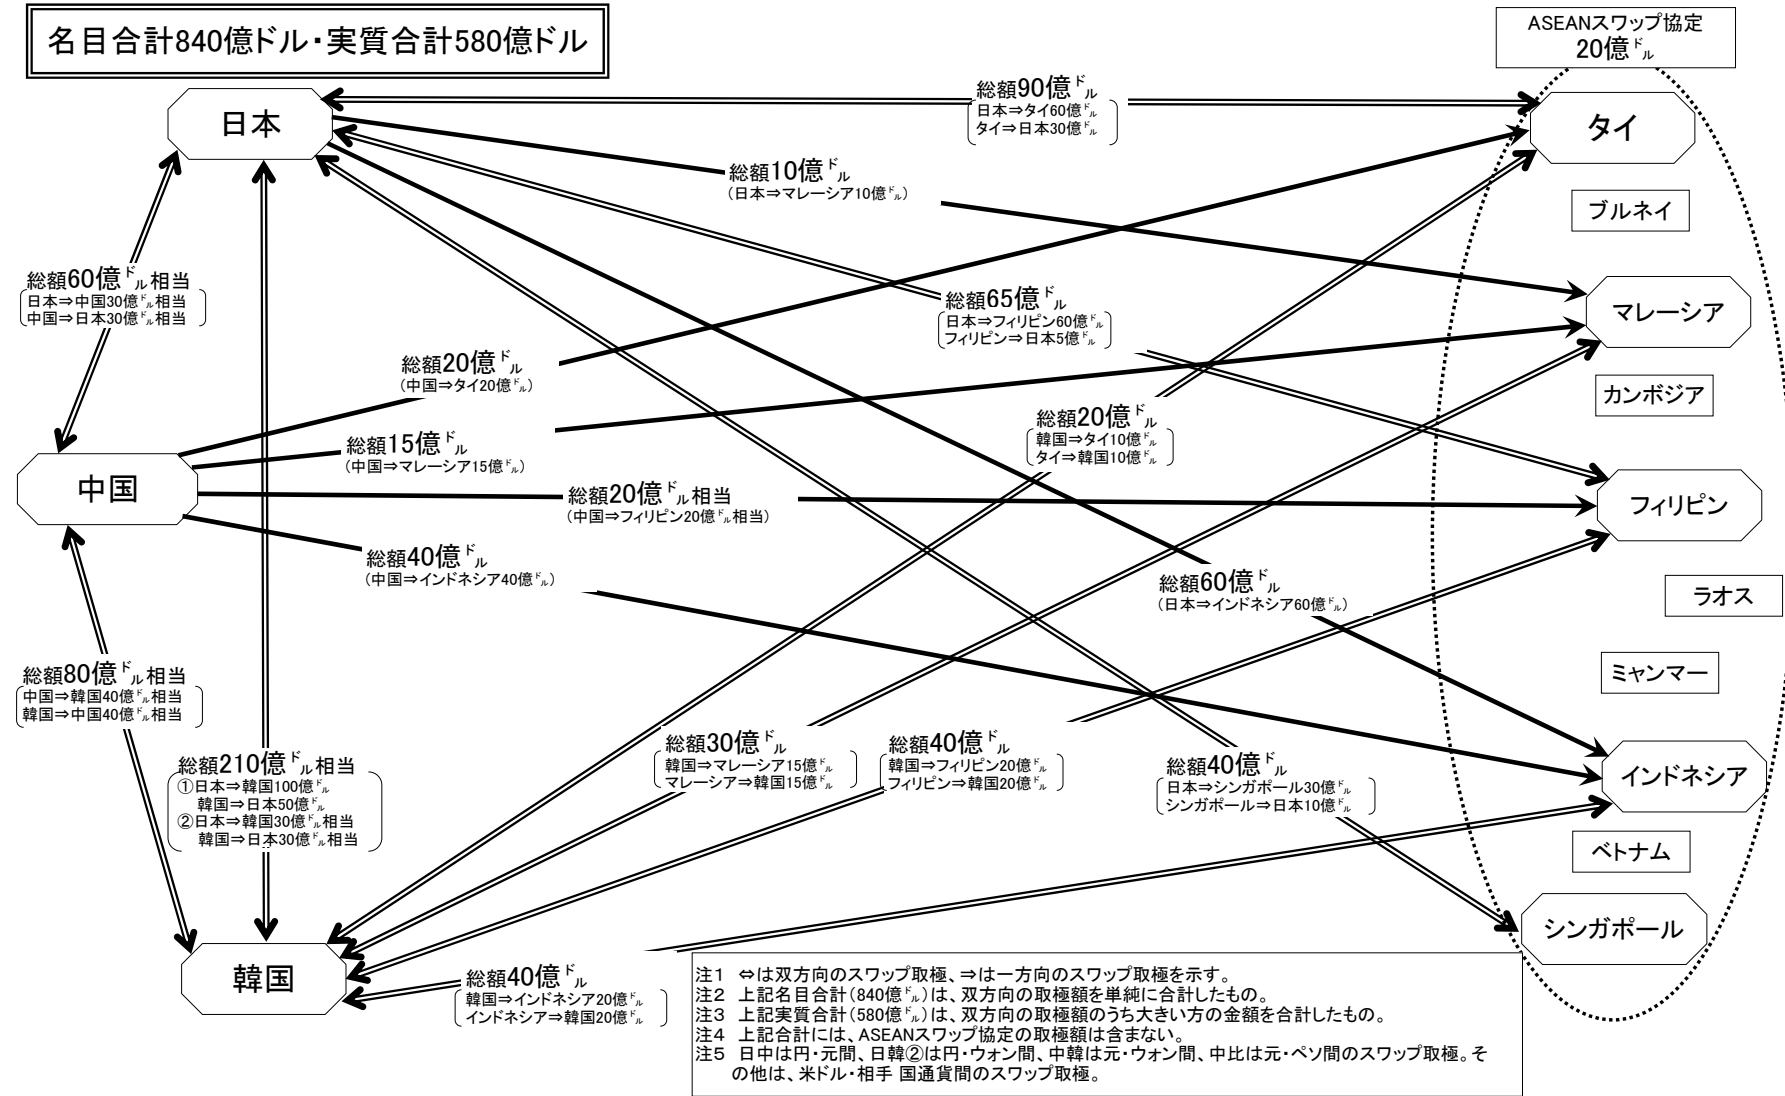 名目合計840億ドル・実質合計580億ドル
ASEANスワップ協定
20億ドル
日本
総額90億ドル
日本⇒タイ60億ドル
タイ⇒日本30億ドル
タイ
総額10億ドル
(日本⇒マレーシア10億ドル)
ブルネイ
総額60億ドル相当
日本⇒中国30億ドル相当
中国⇒日本30億ドル相当
総額65億ドル
日本⇒フィリピン60億ドル
フィリピン⇒日本5億ドル
マレーシア
総額20億ドル
(中国⇒タイ20億ドル)
カンボジア
総額20億ドル
韓国⇒タイ10億ドル
タイ⇒韓国10億ドル
総額15億ドル
(中国⇒マレーシア15億ドル)
中国
総額20億ドル相当
(中国⇒フィリピン20億ドル相当)
フィリピン
総額40億ドル
(中国⇒インドネシア40億ドル)
総額60億ドル
(日本⇒インドネシア60億ドル)
ラオス
ミャンマー
総額80億ドル相当
中国⇒韓国40億ドル相当
韓国⇒中国40億ドル相当
総額210億ドル相当
①日本⇒韓国100億ドル
韓国⇒日本50億ドル
②日本⇒韓国30億ドル相当
韓国⇒日本30億ドル相当
総額30億ドル
韓国⇒マレーシア15億ドル
マレーシア⇒韓国15億ドル
総額40億ドル
韓国⇒フィリピン20億ドル
フィリピン⇒韓国20億ドル
総額40億ドル
日本⇒シンガポール30億ドル
シンガポール⇒日本10億ドル
インドネシア
ベトナム
シンガポール
韓国
総額40億ドル
韓国⇒インドネシア20億ドル
インドネシア⇒韓国20億ドル
注1 ⇔は双方向のスワップ取極、⇒は一方向のスワップ取極を示す。
注2 上記名目合計(840億ドル)は、双方向の取極額を単純に合計したもの。
注3 上記実質合計(580億ドル)は、双方向の取極額のうち大きい方の金額を合計したもの。
注4 上記合計には、ASEANスワップ協定の取極額は含まない。
注5 日中は円・元間、日韓②は円・ウォン間、中韓は元・ウォン間、中比は元・ペソ間のスワップ取極。そ
の他は、米ドル・相手 国通貨間のスワップ取極。